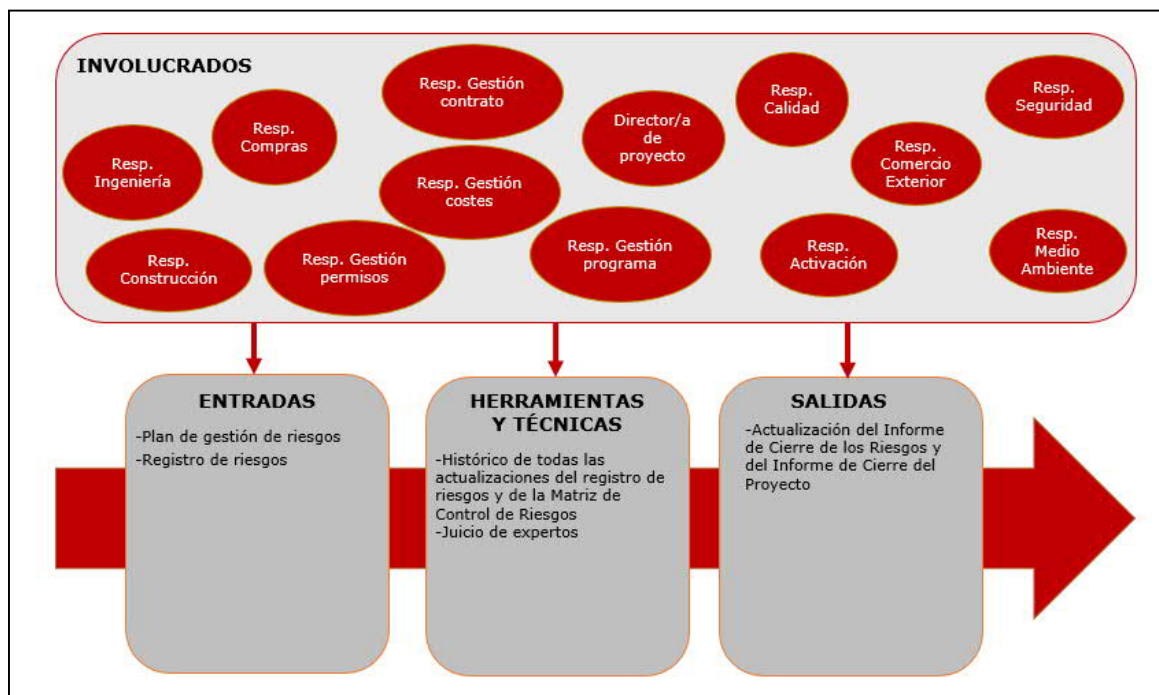 INVOLUCRADOS
Resp.
Ingeniería
Resp.
Compras
Resp. Gestión
contrato
Director/a
de
proyecto
Resp.
Calidad
Resp.
Comercio
Exterior
Resp.
Seguridad
Resp.
Construcción
Resp. Gestión
permisos
Resp. Gestión
costes
Resp. Gestión
programa
Resp.
Activación
Resp.
Medio
Ambiente
ENTRADAS
-Plan de gestión de riesgos
-Registro de riesgos
HERRAMIENTAS
Y TÉCNICAS
-Histórico de todas las
actualizaciones del registro de
riesgos y de la Matriz de
Control de Riesgos
-Juicio de expertos
SALIDAS
-Actualización del Informe
de Cierre de los Riesgos y
del Informe de Cierre del
Proyecto